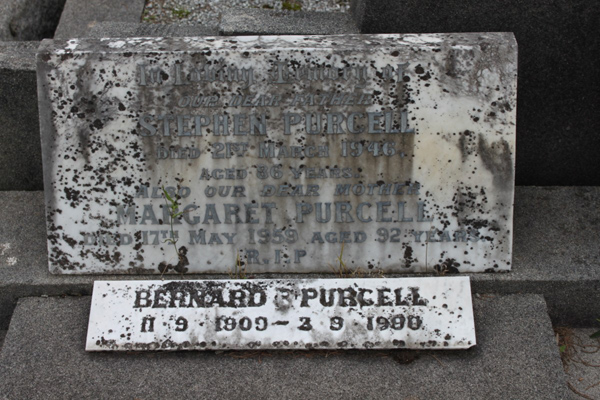 In Loving Memory of
OUR DEAR FATHER
STEPHEN PURCELL
DIED 21ST MARCH 1946
AGED 86 YEARS
ALSO OUR DEAR MOTHER
MARGARET PURCELL
DIED 17TH MAY 1959 AGED 92 YEARS
R.I.P.
BERNARD S PURCELL
11 · 9 · 1909 - 2 · 9 · 1990